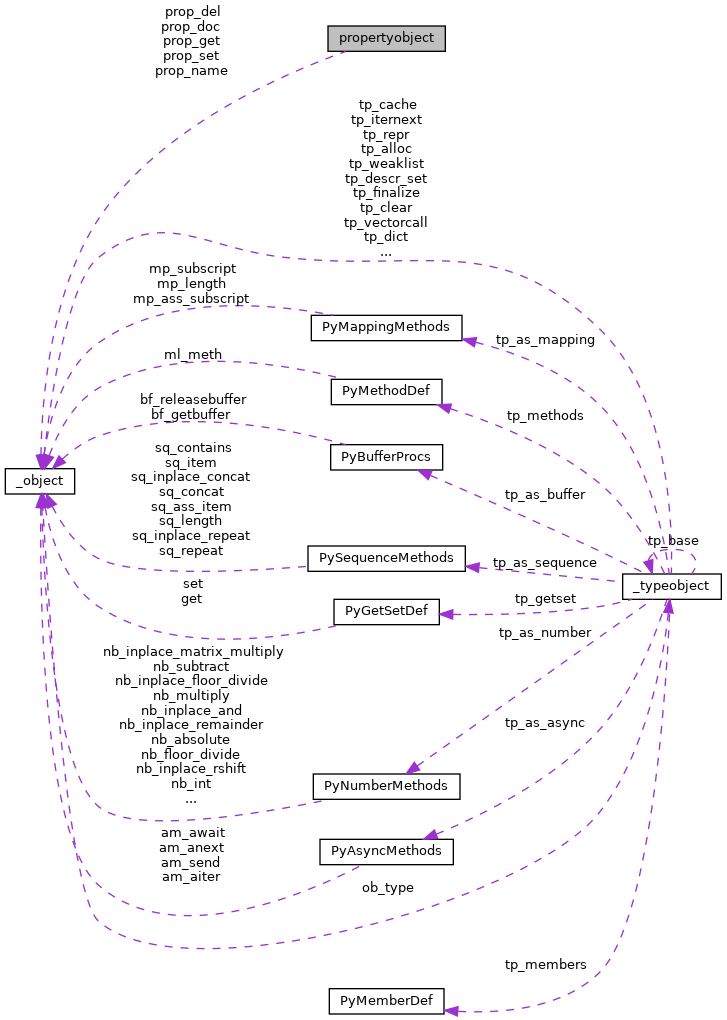 prop_del
prop_doc
prop_get
prop_set
prop_name
propertyobject
tp_cache
tp_iternext
tp_repr
tp_alloc
tp_weaklist
tp_descr_set
tp_finalize
tp_clear
tp_vectorcall
tp_dict
...
mp_subscript
mp_length
mp_ass_subscript
PyMappingMethods
tp_as_mapping
ml_meth
PyMethodDef
tp_methods
bf_releasebuffer
bf_getbuffer
PyBufferProcs
tp_as_buffer
_object
sq_contains
sq_item
sq_inplace_concat
sq_concat
sq_ass_item
sq_length
sq_inplace_repeat
sq_repeat
PySequenceMethods
tp_as_sequence
tp_base
_typeobject
set
get
PyGetSetDef
tp_getset
tp_as_number
nb_inplace_matrix_multiply
nb_subtract
nb_inplace_floor_divide
nb_multiply
nb_inplace_and
nb_inplace_remainder
nb_absolute
nb_floor_divide
nb_inplace_rshift
nb_int
...
PyNumberMethods
tp_as_async
am_await
am_anext
am_send
am_aiter
PyAsyncMethods
ob_type
tp_members
PyMemberDef